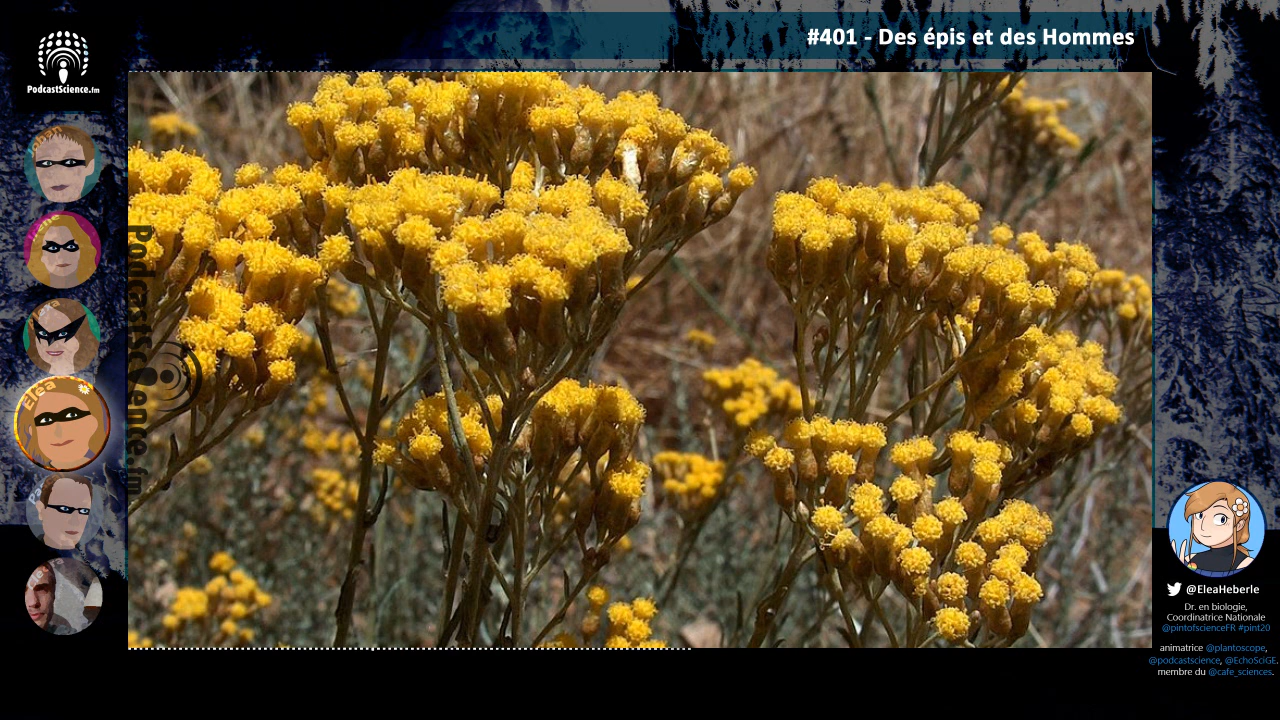 #401 - Des épis et des Hommes
PodcastScience.fm
Eléa
PodcastScience.fm
@EleaHeberle
Dr. en biologie,
Coordinatrice Nationale
@pintofscienceFR #pint20
animatrice @plantoscope,
@podcastscience, @EchoSciGE.
membre du @cafe_sciences.